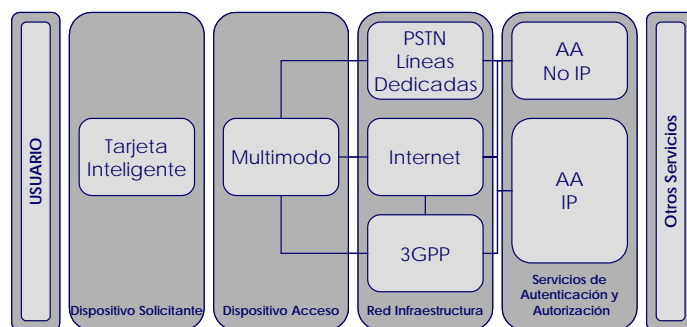 USUARIO
Tarjeta
Inteligente
Dispositivo Solicitante
Multimodo
Dispositivo Acceso
PSTN
Líneas
Dedicadas
Internet
3GPP
Red Infraestructura
AA
No IP
AA
IP
Servicios de
Autenticación y
Autorización
Otros Servicios